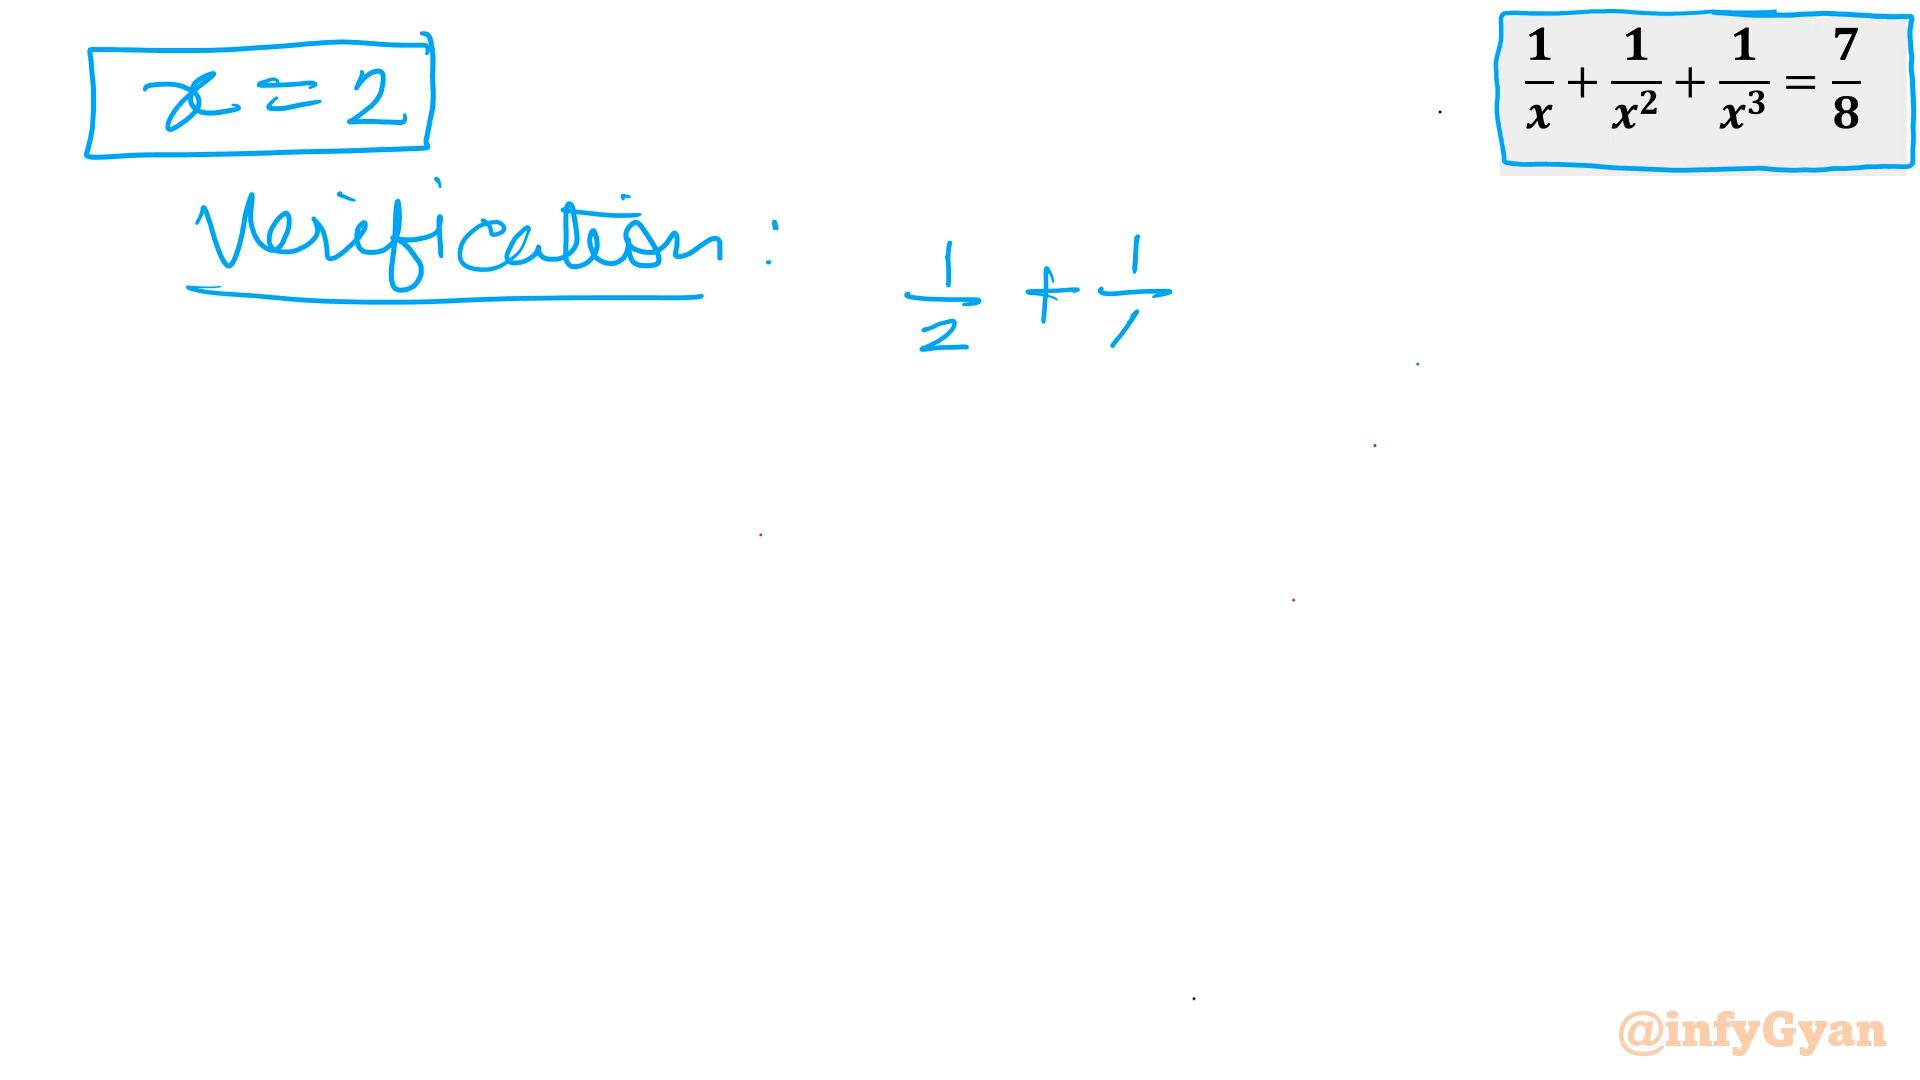 x = 2
1/x + 1/x² + 1/x³ = 7/8
Verification :
1/2 + 1/
@infyGyan